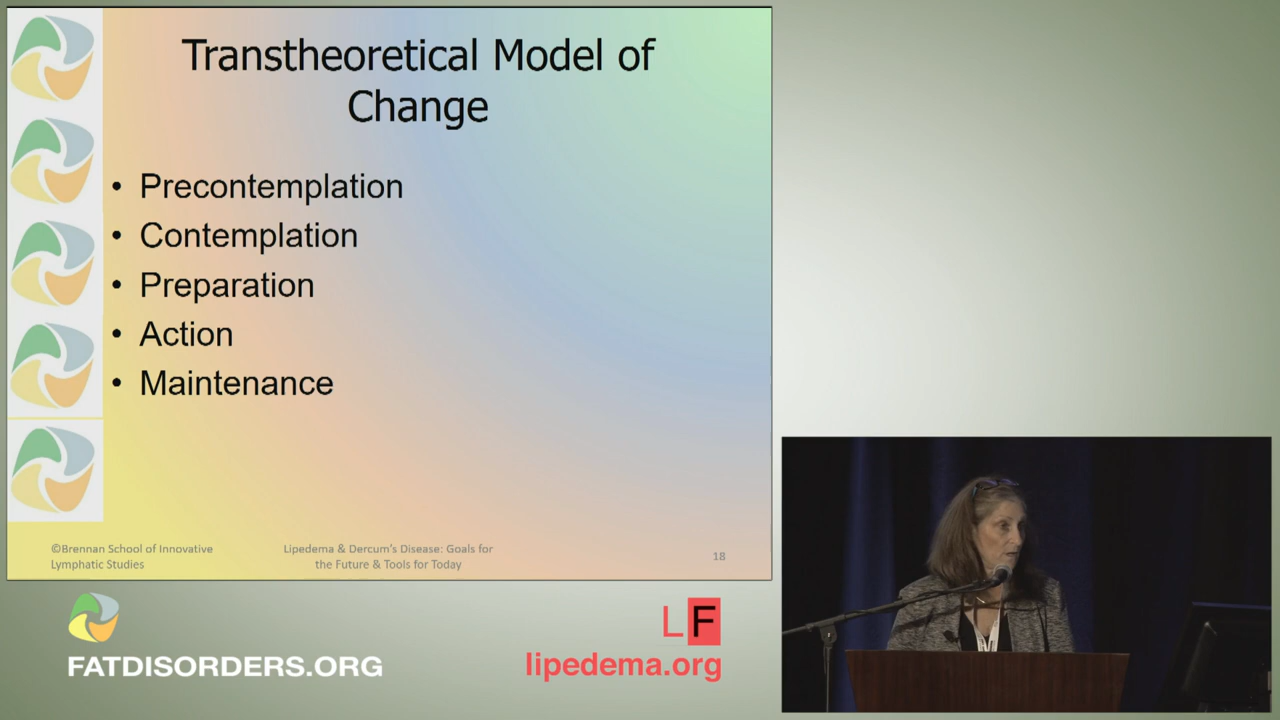 Transtheoretical Model of
Change
• Precontemplation
• Contemplation
• Preparation
• Action
• Maintenance
©Brennan School of Innovative
Lymphatic Studies
Lipedema & Dercum's Disease: Goals for
the Future & Tools for Today
18
FATDISORDERS.ORG
LF
lipedema.org